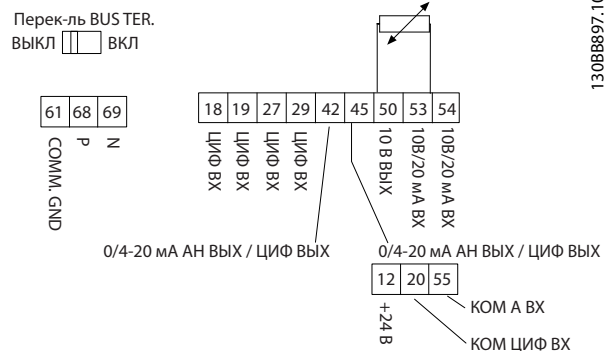 Перек-ль BUS TER.
ВЫКЛ ВКЛ
61 68 69
COMM. GND
P
N
18 19 27 29 42 45 50 53 54
ЦИФ ВХ
ЦИФ ВХ
ЦИФ ВХ
ЦИФ ВХ
10 В ВЫХ
10В/20 мА ВХ
10В/20 мА ВХ
0/4-20 мА АН ВЫХ / ЦИФ ВЫХ
0/4-20 мА АН ВЫХ / ЦИФ ВЫХ
12 20 55
+24 В
КОМ А ВХ
КОМ ЦИФ ВХ